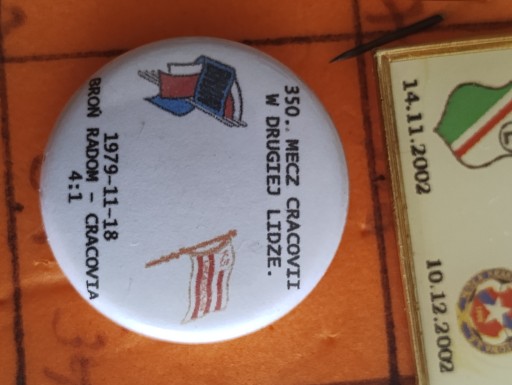 350. MECZ CRACOVII
W DRUGIEJ LIDZE.
1979-11-18
BROŃ RADOM - CRACOVIA
4:1
14.11.2002
10.12.2002